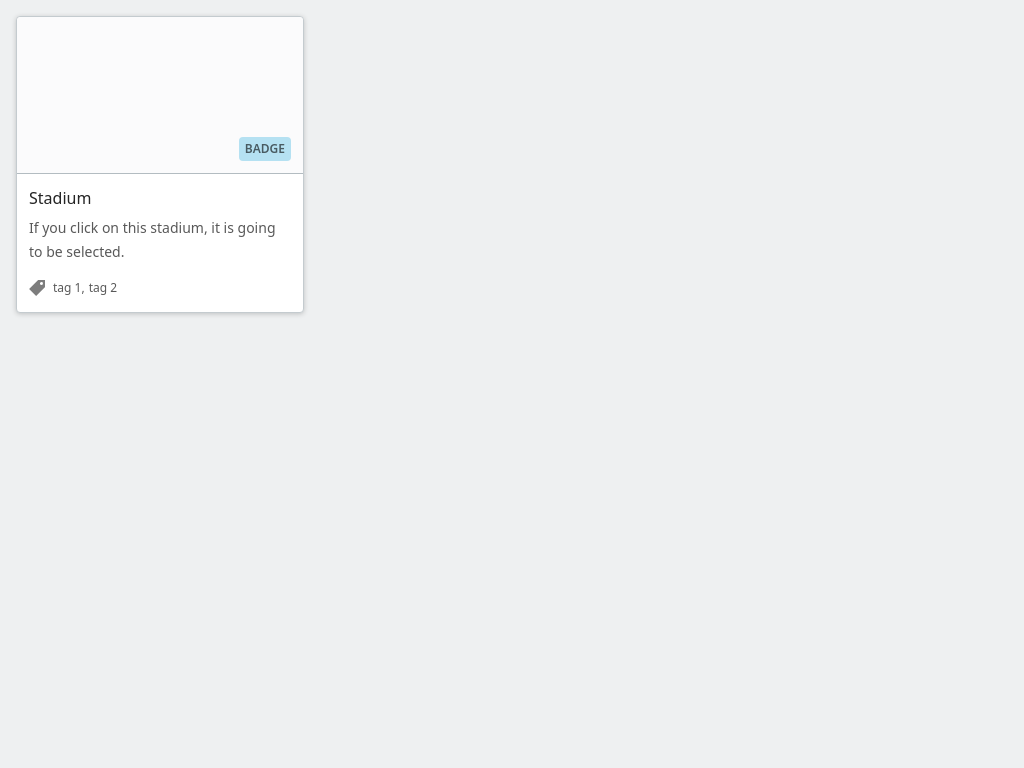 BADGE
Stadium
If you click on this stadium, it is going
to be selected.
tag 1, tag 2